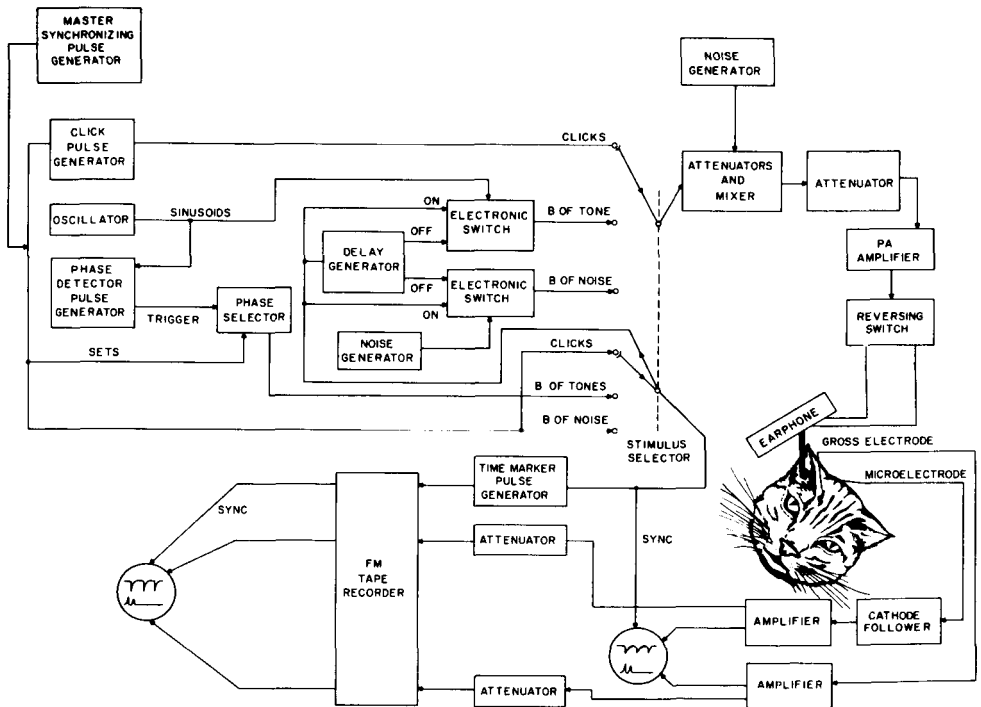 MASTER
SYNCHRONIZING
PULSE
GENERATOR
NOISE
GENERATOR
CLICK
PULSE
GENERATOR
CLICKS
ATTENUATORS
AND
MIXER
ATTENUATOR
OSCILLATOR
SINUSOIDS
ON
OFF
ELECTRONIC
SWITCH
B OF TONE
DELAY
GENERATOR
PA
AMPLIFIER
PHASE
DETECTOR
PULSE
GENERATOR
TRIGGER
PHASE
SELECTOR
OFF
ON
ELECTRONIC
SWITCH
B OF NOISE
REVERSING
SWITCH
NOISE
GENERATOR
SETS
CLICKS
B OF TONES
B OF NOISE
STIMULUS
SELECTOR
EARPHONE
GROSS ELECTRODE
MICROELECTRODE
TIME MARKER
PULSE
GENERATOR
SYNC
ATTENUATOR
SYNC
FM
TAPE
RECORDER
AMPLIFIER
CATHODE
FOLLOWER
ATTENUATOR
AMPLIFIER